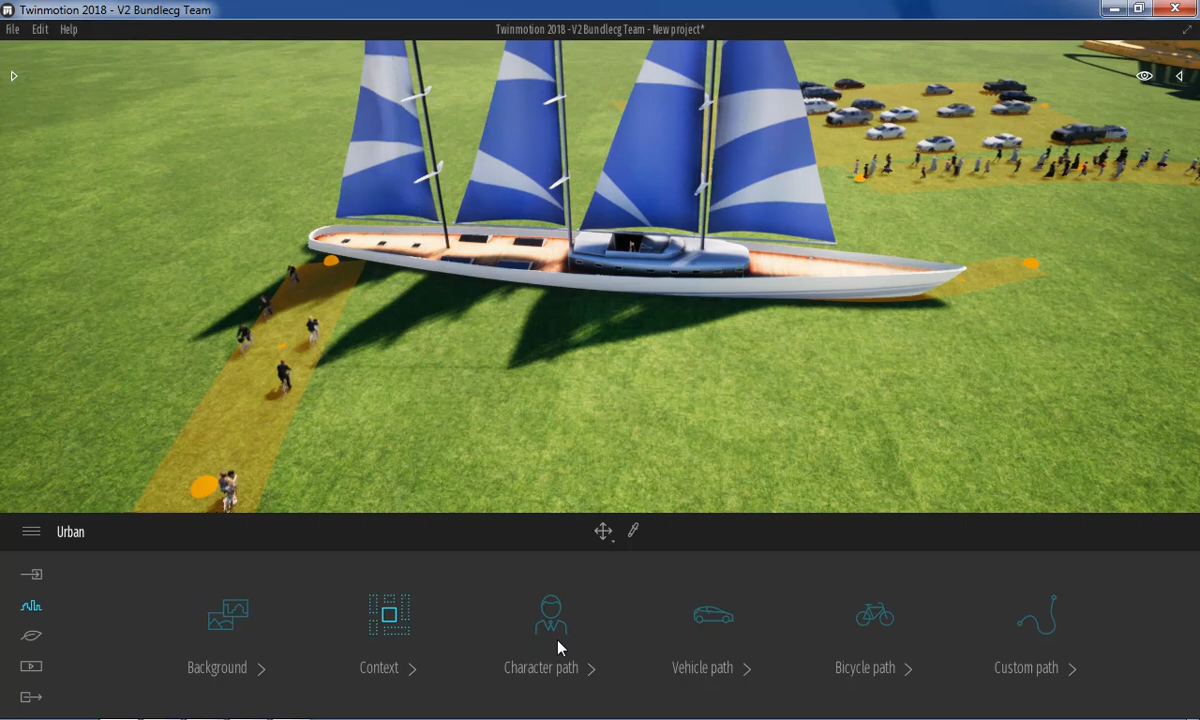 Twinmotion 2018 - V2 Bundlecg Team
File Edit Help
Twinmotion 2018 - V2 Bundlecg Team - New project*
Urban
Background
Context
Character path
Vehicle path
Bicycle path
Custom path